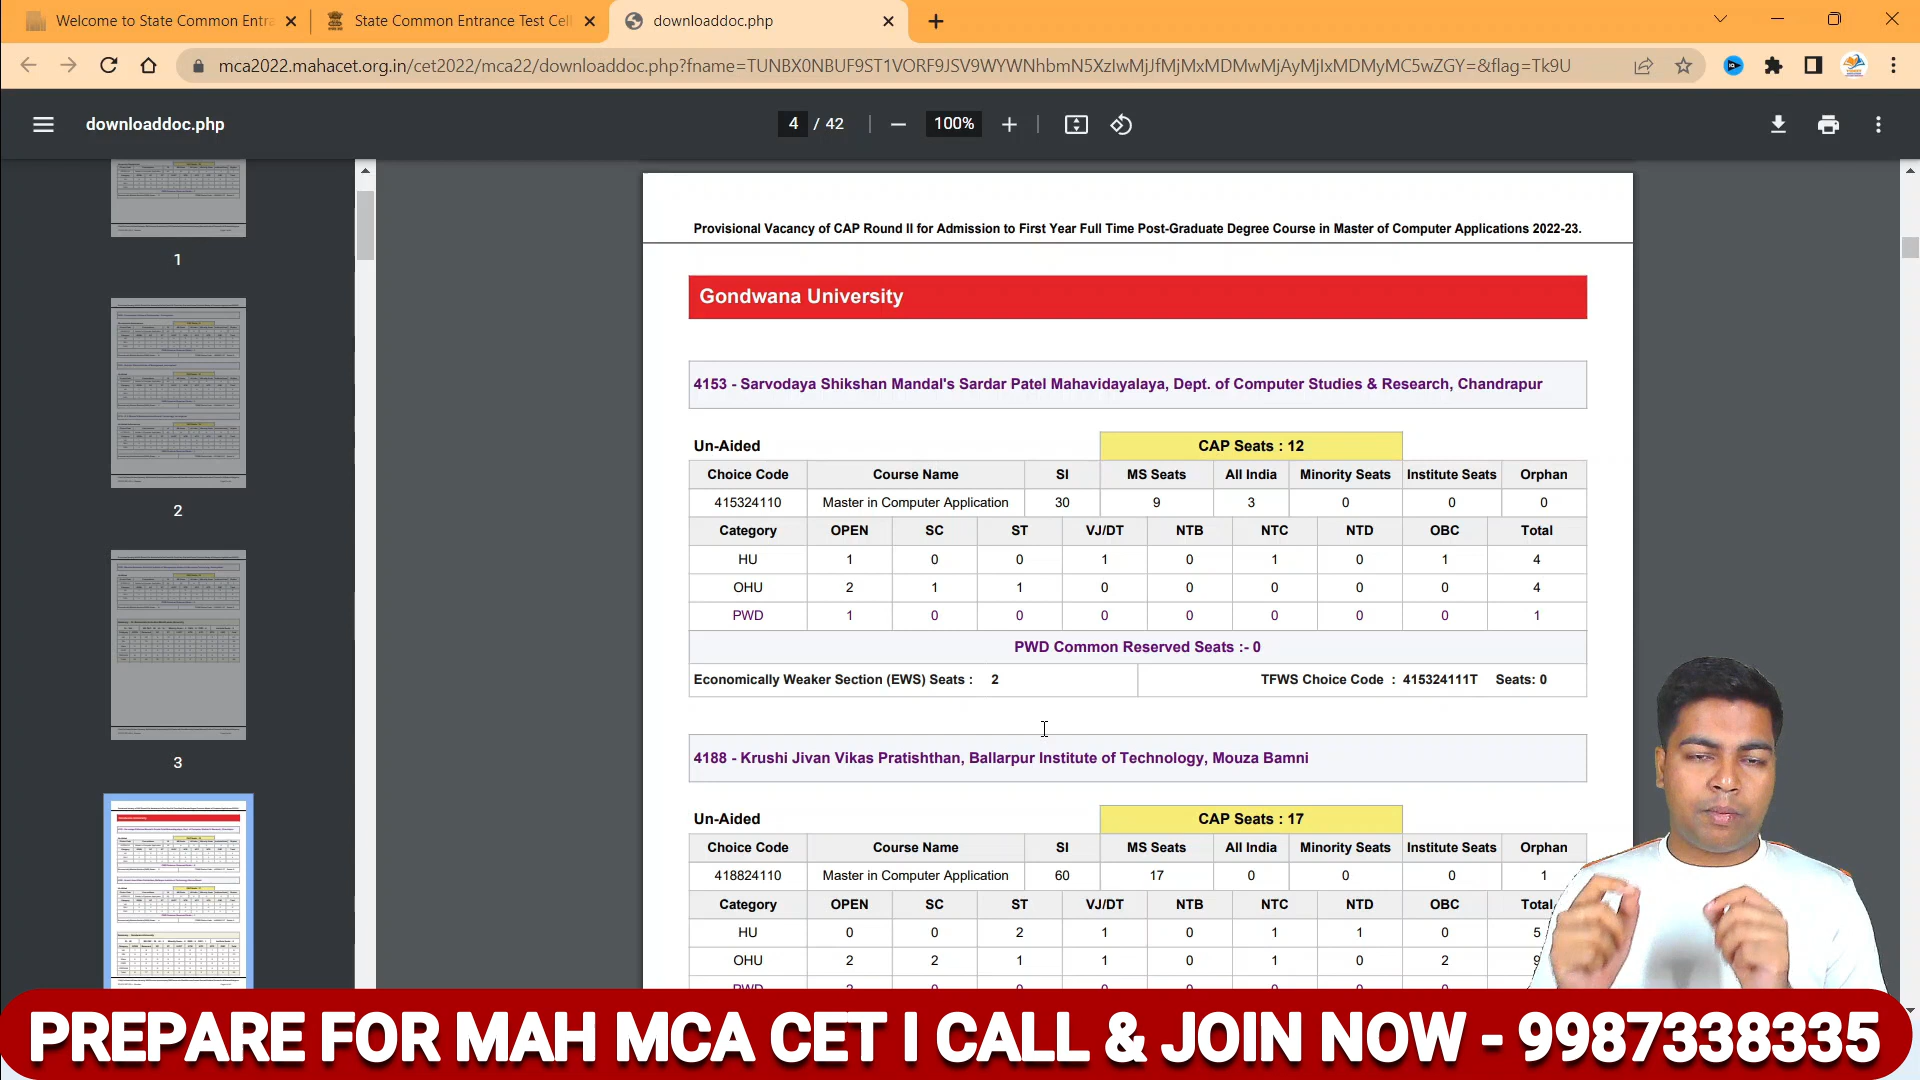 Welcome to State Common Entra
State Common Entrance Test Cell
downloaddoc.php
mca2022.mahacet.org.in/cet2022/mca22/downloaddoc.php?fname=TUNBX0NBUF9ST1VORF9JSV9WYWNhbmN5XzIwMjJfMjMxMDMwMjAyMjIxMDMyMC5wZGY=&flag=Tk9U
downloaddoc.php
4 / 42
100%
1
2
3
Provisional Vacancy of CAP Round II for Admission to First Year Full Time Post-Graduate Degree Course in Master of Computer Applications 2022-23.
Gondwana University
4153 - Sarvodaya Shikshan Mandal's Sardar Patel Mahavidayalaya, Dept. of Computer Studies & Research, Chandrapur
Un-Aided CAP Seats : 12
Choice Code Course Name SI MS Seats All India Minority Seats Institute Seats Orphan
415324110 Master in Computer Application 30 9 3 0 0 0
Category OPEN SC ST VJ/DT NTB NTC NTD OBC Total
HU 1 0 0 1 0 1 0 1 4
OHU 2 1 1 0 0 0 0 0 4
PWD 1 0 0 0 0 0 0 0 1
PWD Common Reserved Seats :- 0
Economically Weaker Section (EWS) Seats : 2 TFWS Choice Code : 415324111T Seats: 0
4188 - Krushi Jivan Vikas Pratishthan, Ballarpur Institute of Technology, Mouza Bamni
Un-Aided CAP Seats : 17
Choice Code Course Name SI MS Seats All India Minority Seats Institute Seats Orphan
418824110 Master in Computer Application 60 17 0 0 0 1
Category OPEN SC ST VJ/DT NTB NTC NTD OBC Total
HU 0 0 2 1 0 1 1 0 5
OHU 2 2 1 1 0 1 0 2 9
PREPARE FOR MAH MCA CET I CALL & JOIN NOW - 9987338335